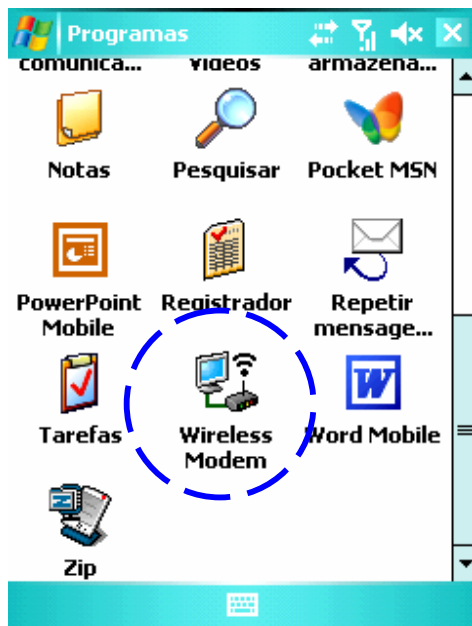 Programas
comunica... Vídeos armazena...
Notas Pesquisar Pocket MSN
PowerPoint Registrador Repetir
Mobile mensage...
Tarefas Wireless Word Mobile
Modem
Zip